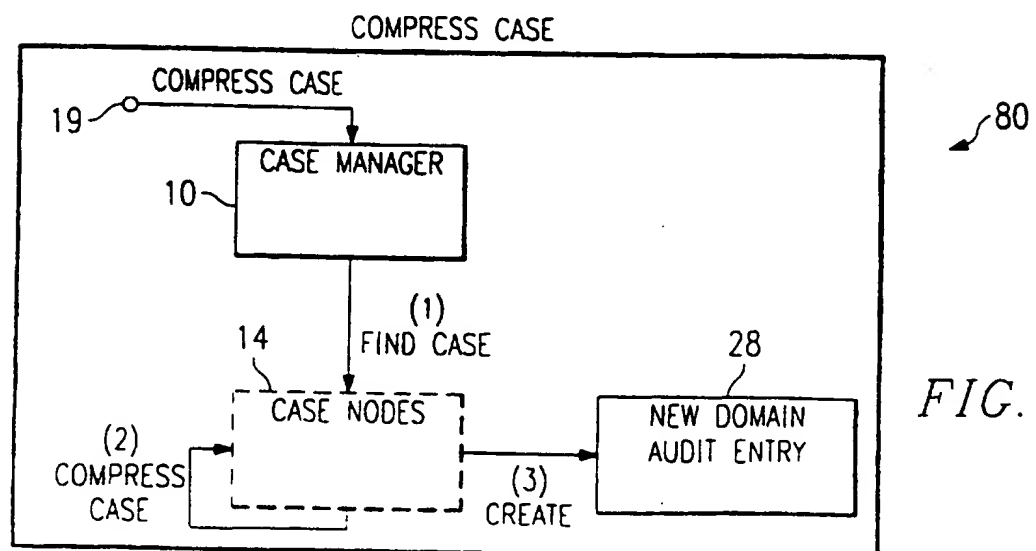 COMPRESS CASE
COMPRESS CASE
19
80
CASE MANAGER
10
(1)
FIND CASE
14
28
CASE NODES
NEW DOMAIN
AUDIT ENTRY
FIG.
(2)
COMPRESS
CASE
(3)
CREATE